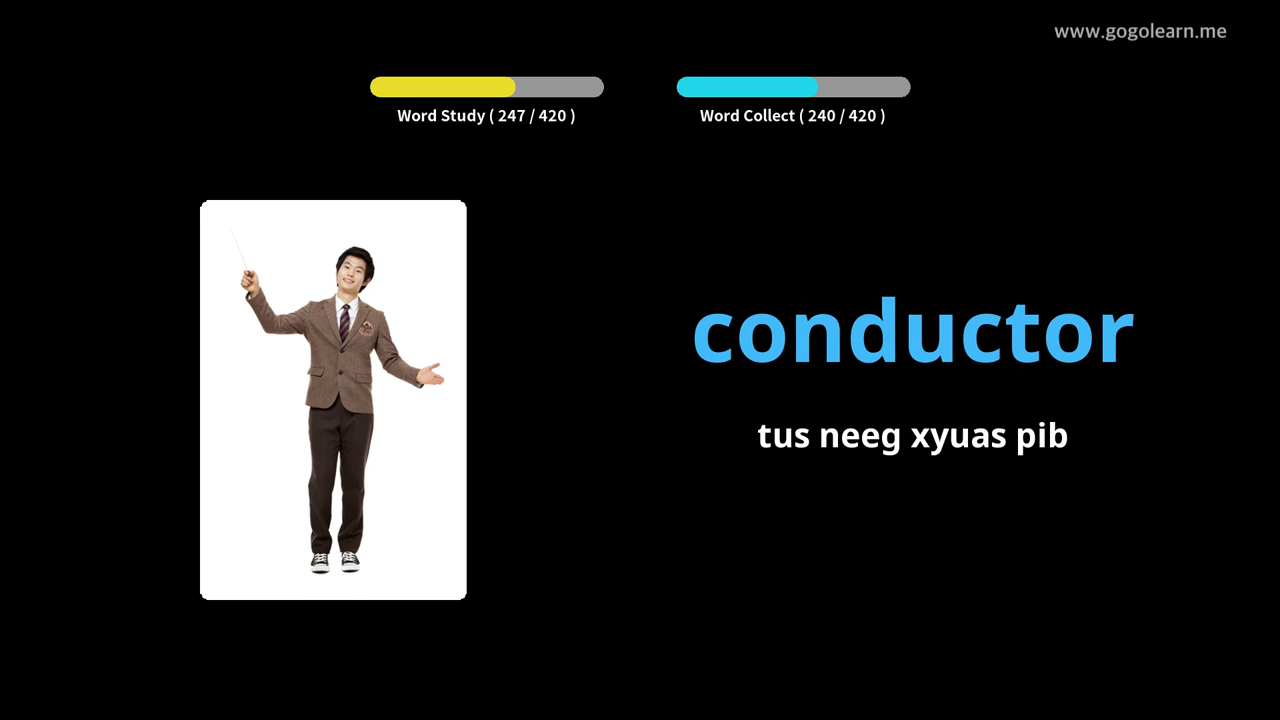 www.gogolearn.me
Word Study ( 247 / 420 )
Word Collect ( 240 / 420 )
conductor
tus neeg xyuas pib